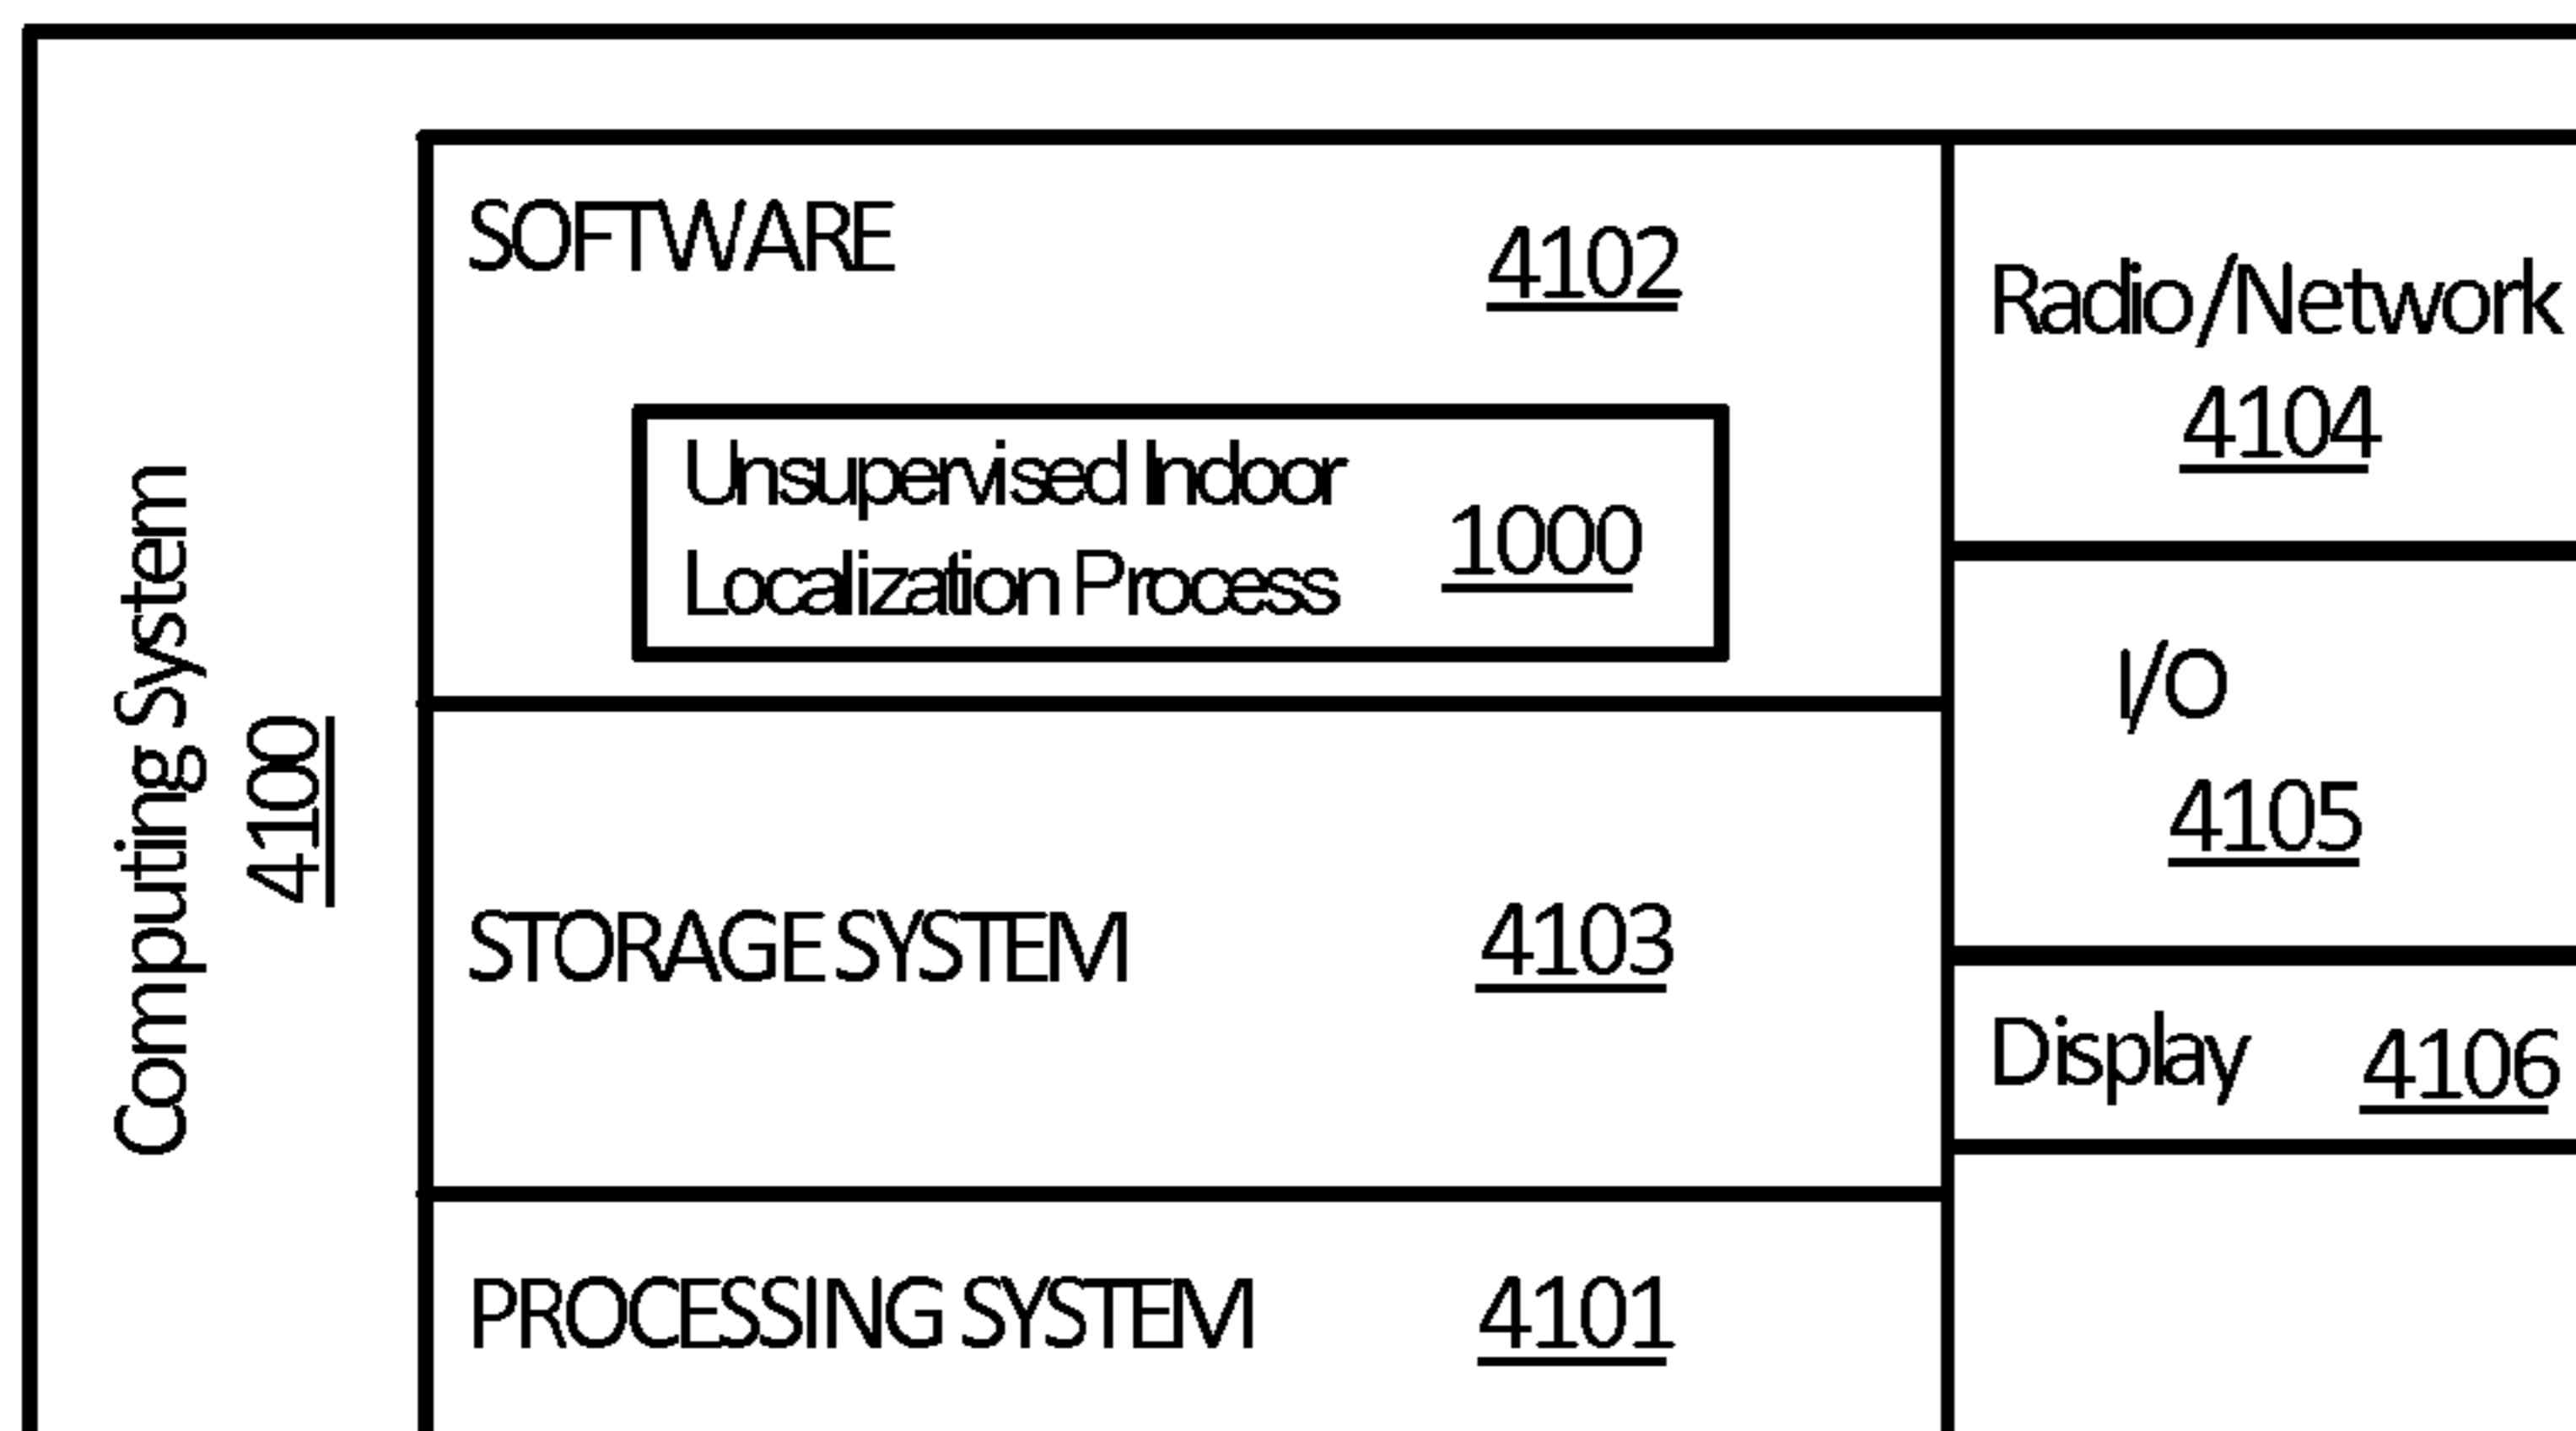 Computing System
4100
SOFTWARE 4102
Unsupervised Indoor
Localization Process 1000
STORAGE SYSTEM 4103
PROCESSING SYSTEM 4101
Radio/Network
4104
I/O
4105
Display 4106